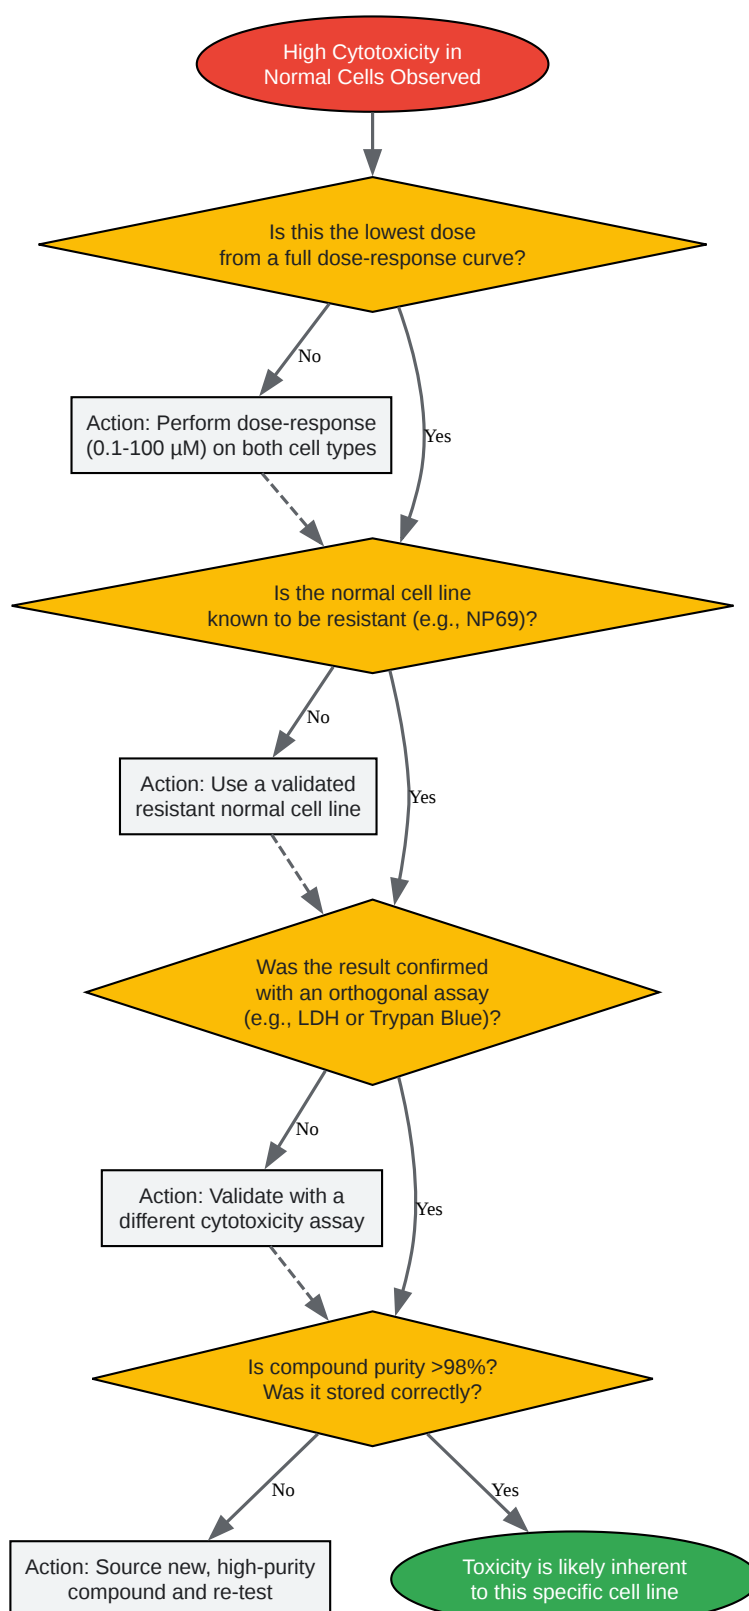 High Cytotoxicity in
Normal Cells Observed
Is this the lowest dose
from a full dose-response curve?
No
Yes
Action: Perform dose-response
(0.1-100 µM) on both cell types
Is the normal cell line
known to be resistant (e.g., NP69)?
No
Yes
Action: Use a validated
resistant normal cell line
Was the result confirmed
with an orthogonal assay
(e.g., LDH or Trypan Blue)?
No
Yes
Action: Validate with a
different cytotoxicity assay
Is compound purity >98%?
Was it stored correctly?
No
Yes
Action: Source new, high-purity
compound and re-test
Toxicity is likely inherent
to this specific cell line